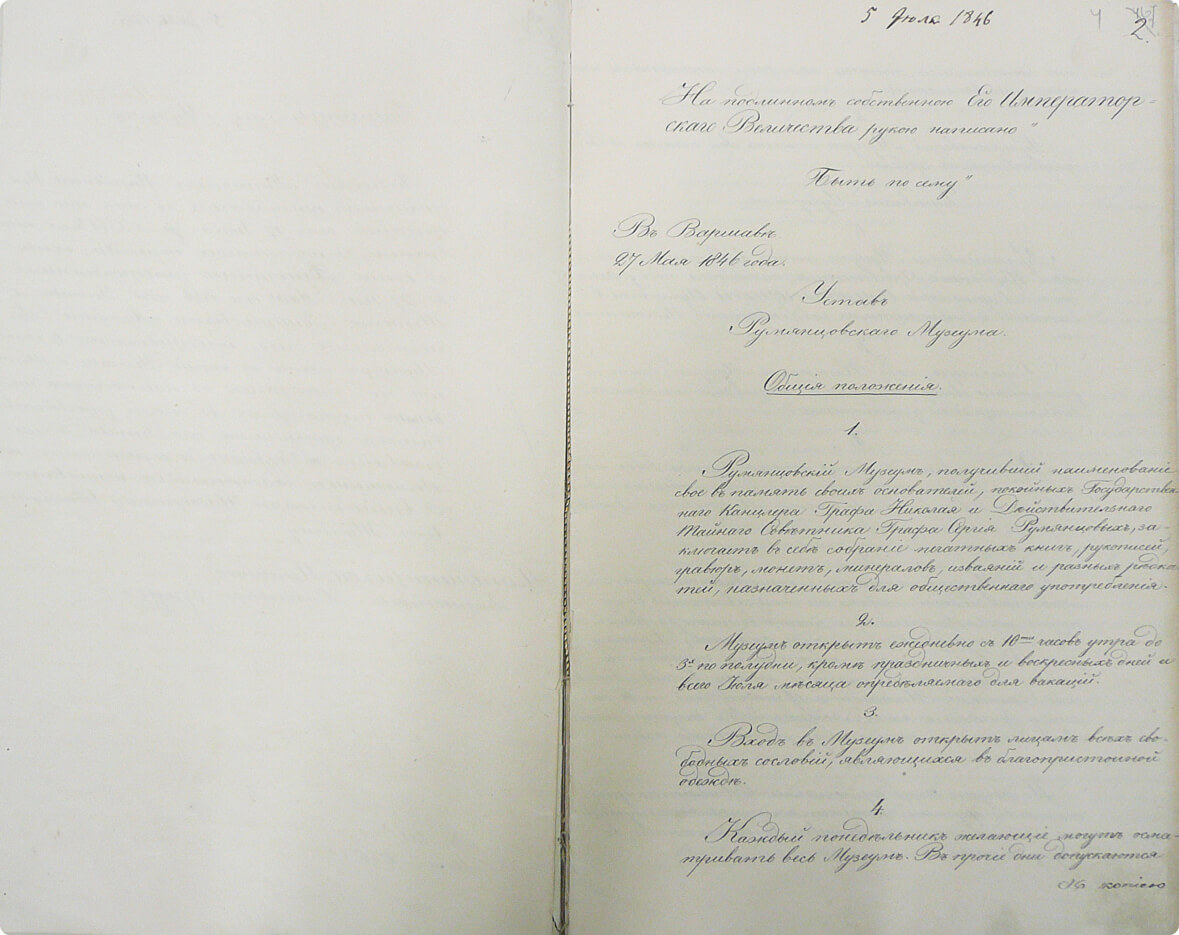 5 Июля 1846
2.
На подлинномъ собственною Его Император-
скаго Величества рукою написано"
Быть по сему"
Въ Варшавѣ.
27 Мая 1846 года.
Уставъ
Румянцовскаго Музеума.
Общія положенія.
1.
Румянцовскій Музеумъ, получившій наименованіе
свое въ память своихъ основателей, покойныхъ Государствен-
наго Канцлера Графа Николая и Дѣйствительнаго
Тайнаго Совѣтника Графа Сергія Румянцовыхъ, за-
ключаетъ въ себѣ собраніе печатныхъ книгъ, рукописей,
гравюръ, монетъ, минераловъ, изваяній и разныхъ рѣдкос-
тей, назначенныхъ для общественнаго употребленія.
2.
Музеумъ открытъ ежедневно съ 10 часовъ утра до
3х по полудни, кромѣ праздничныхъ и воскресныхъ дней и
всего Іюля мѣсяца опредѣляемаго для вакацій.
3.
Входъ въ Музеумъ открытъ лицамъ всѣхъ сво-
бодныхъ сословій, являющихся въ благопристойной
одеждѣ.
4.
Каждый понедѣльникъ желающіе могутъ осма-
тривать весь Музеумъ. Въ прочіе дни допускаются